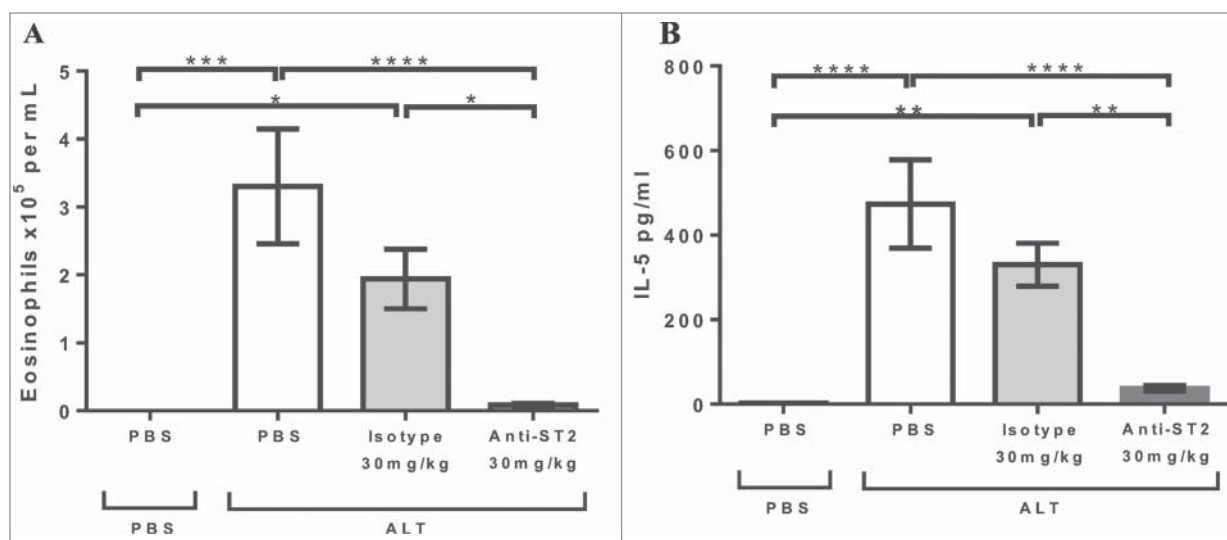 A
*** ****
* *
5
4
3
2
1
0
Eosinophils x10⁵ per mL
PBS PBS Isotype Anti-ST2
30mg/kg 30mg/kg
PBS ALT
B
**** ****
** **
800
600
400
200
0
IL-5 pg/ml
PBS PBS Isotype Anti-ST2
30mg/kg 30mg/kg
PBS ALT